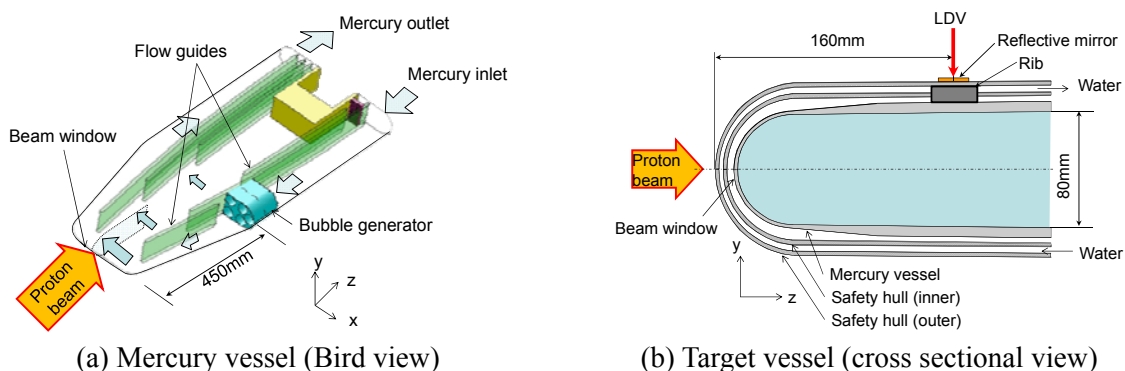 Mercury outlet
Flow guides
Mercury inlet
Beam window
Bubble generator
Proton
beam
450mm
y
z
x
(a) Mercury vessel (Bird view)
LDV
160mm
Reflective mirror
Rib
Water
Proton
beam
80mm
Beam window
Water
y
z
Mercury vessel
Safety hull (inner)
Safety hull (outer)
(b) Target vessel (cross sectional view)